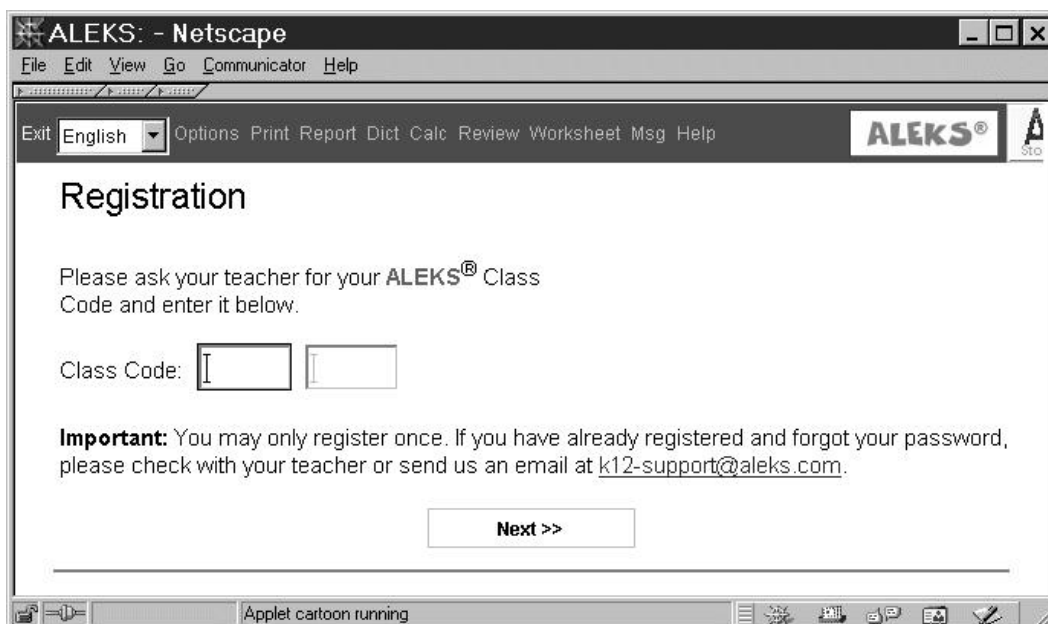 ALEKS: - Netscape
File Edit View Go Communicator Help
Exit English Options Print Report Dict Calc Review Worksheet Msg Help ALEKS®
Sto
Registration
Please ask your teacher for your ALEKS® Class
Code and enter it below.
Class Code:
Important: You may only register once. If you have already registered and forgot your password,
please check with your teacher or send us an email at k12-support@aleks.com.
Next >>
Applet cartoon running